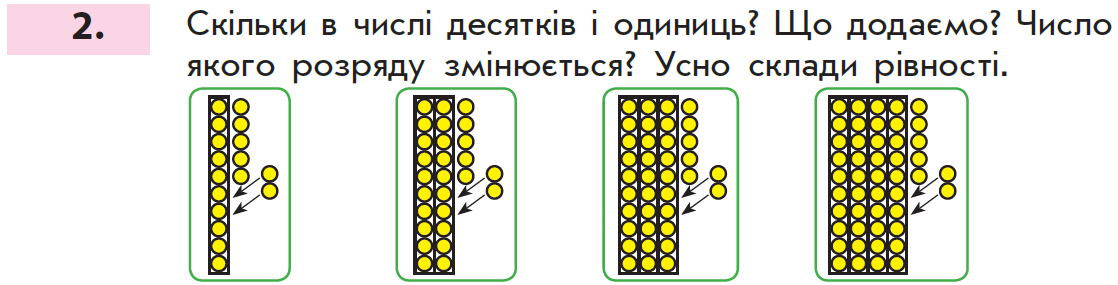 2. Скільки в числі десятків і одиниць? Що додаємо? Число
якого розряду змінюється? Усно склади рівності.